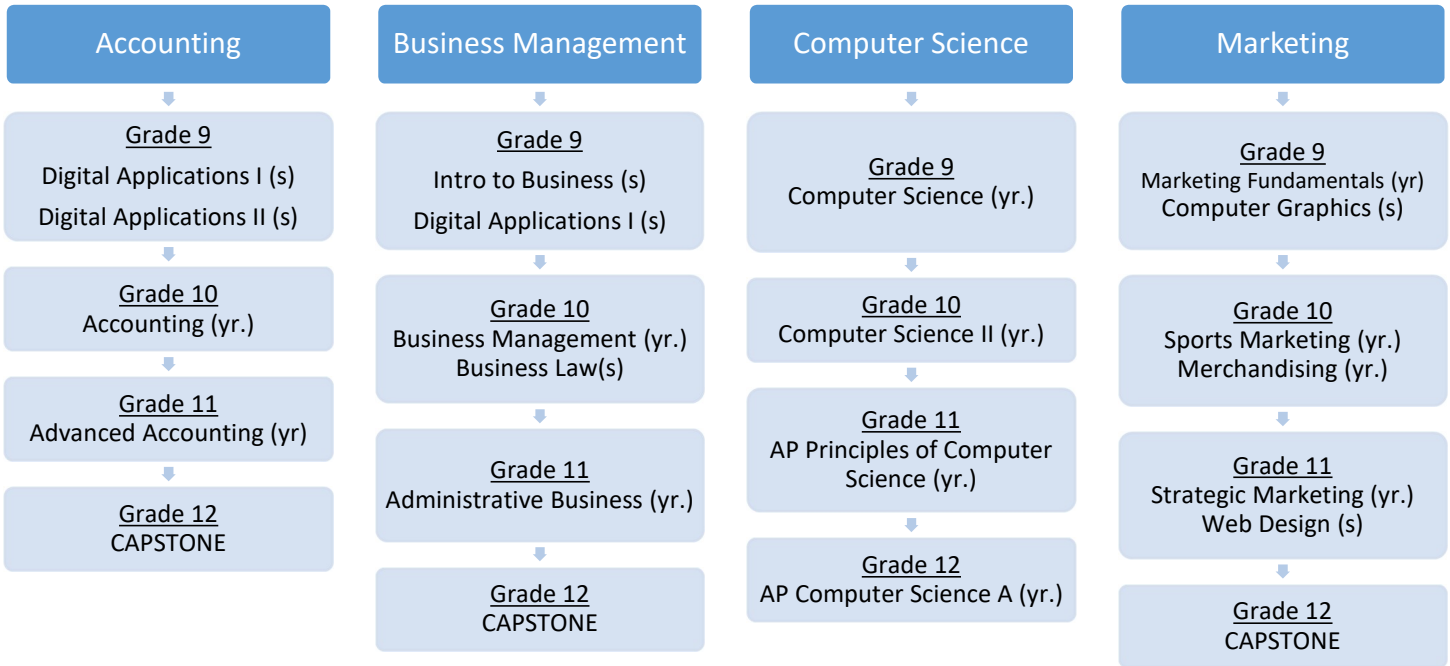 Accounting
Grade 9
Digital Applications I (s)
Digital Applications II (s)
Grade 10
Accounting (yr.)
Grade 11
Advanced Accounting (yr)
Grade 12
CAPSTONE
Business Management
Grade 9
Intro to Business (s)
Digital Applications I (s)
Grade 10
Business Management (yr.)
Business Law(s)
Grade 11
Administrative Business (yr.)
Grade 12
CAPSTONE
Computer Science
Grade 9
Computer Science (yr.)
Grade 10
Computer Science II (yr.)
Grade 11
AP Principles of Computer
Science (yr.)
Grade 12
AP Computer Science A (yr.)
Marketing
Grade 9
Marketing Fundamentals (yr)
Computer Graphics (s)
Grade 10
Sports Marketing (yr.)
Merchandising (yr.)
Grade 11
Strategic Marketing (yr.)
Web Design (s)
Grade 12
CAPSTONE